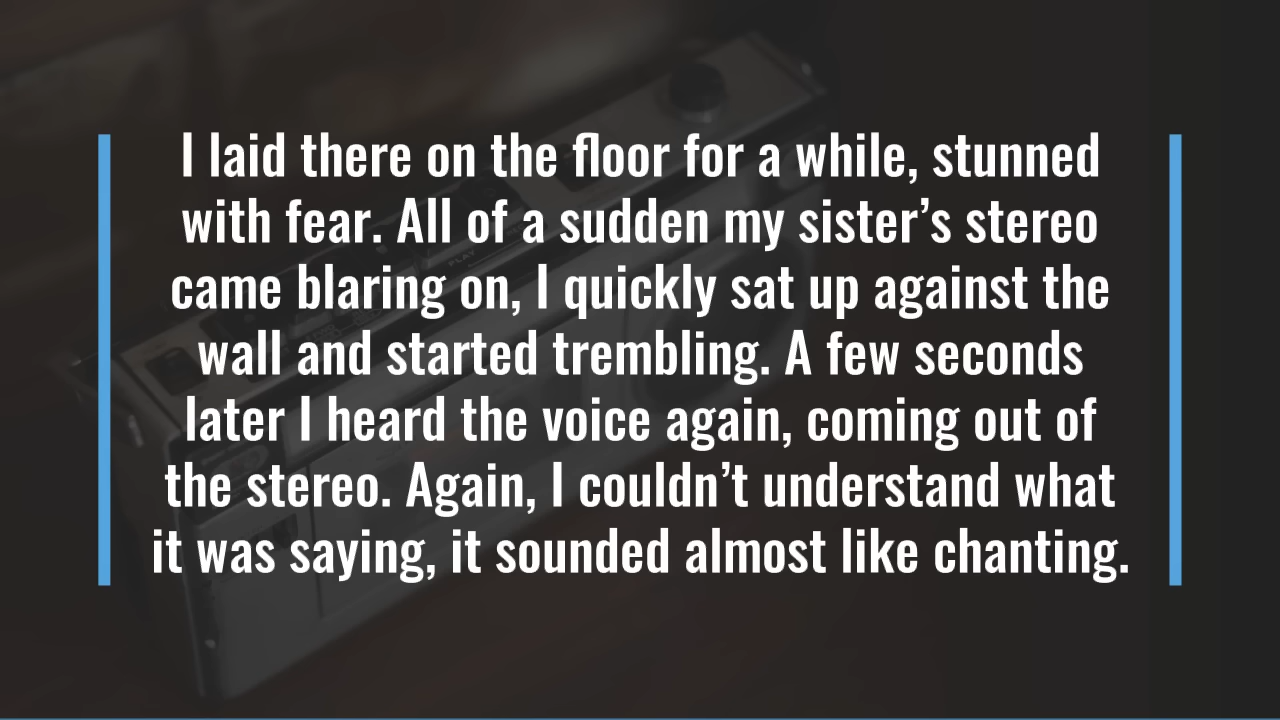 I laid there on the floor for a while, stunned
with fear. All of a sudden my sister’s stereo
came blaring on, I quickly sat up against the
wall and started trembling. A few seconds
later I heard the voice again, coming out of
the stereo. Again, I couldn’t understand what
it was saying, it sounded almost like chanting.
PLAY